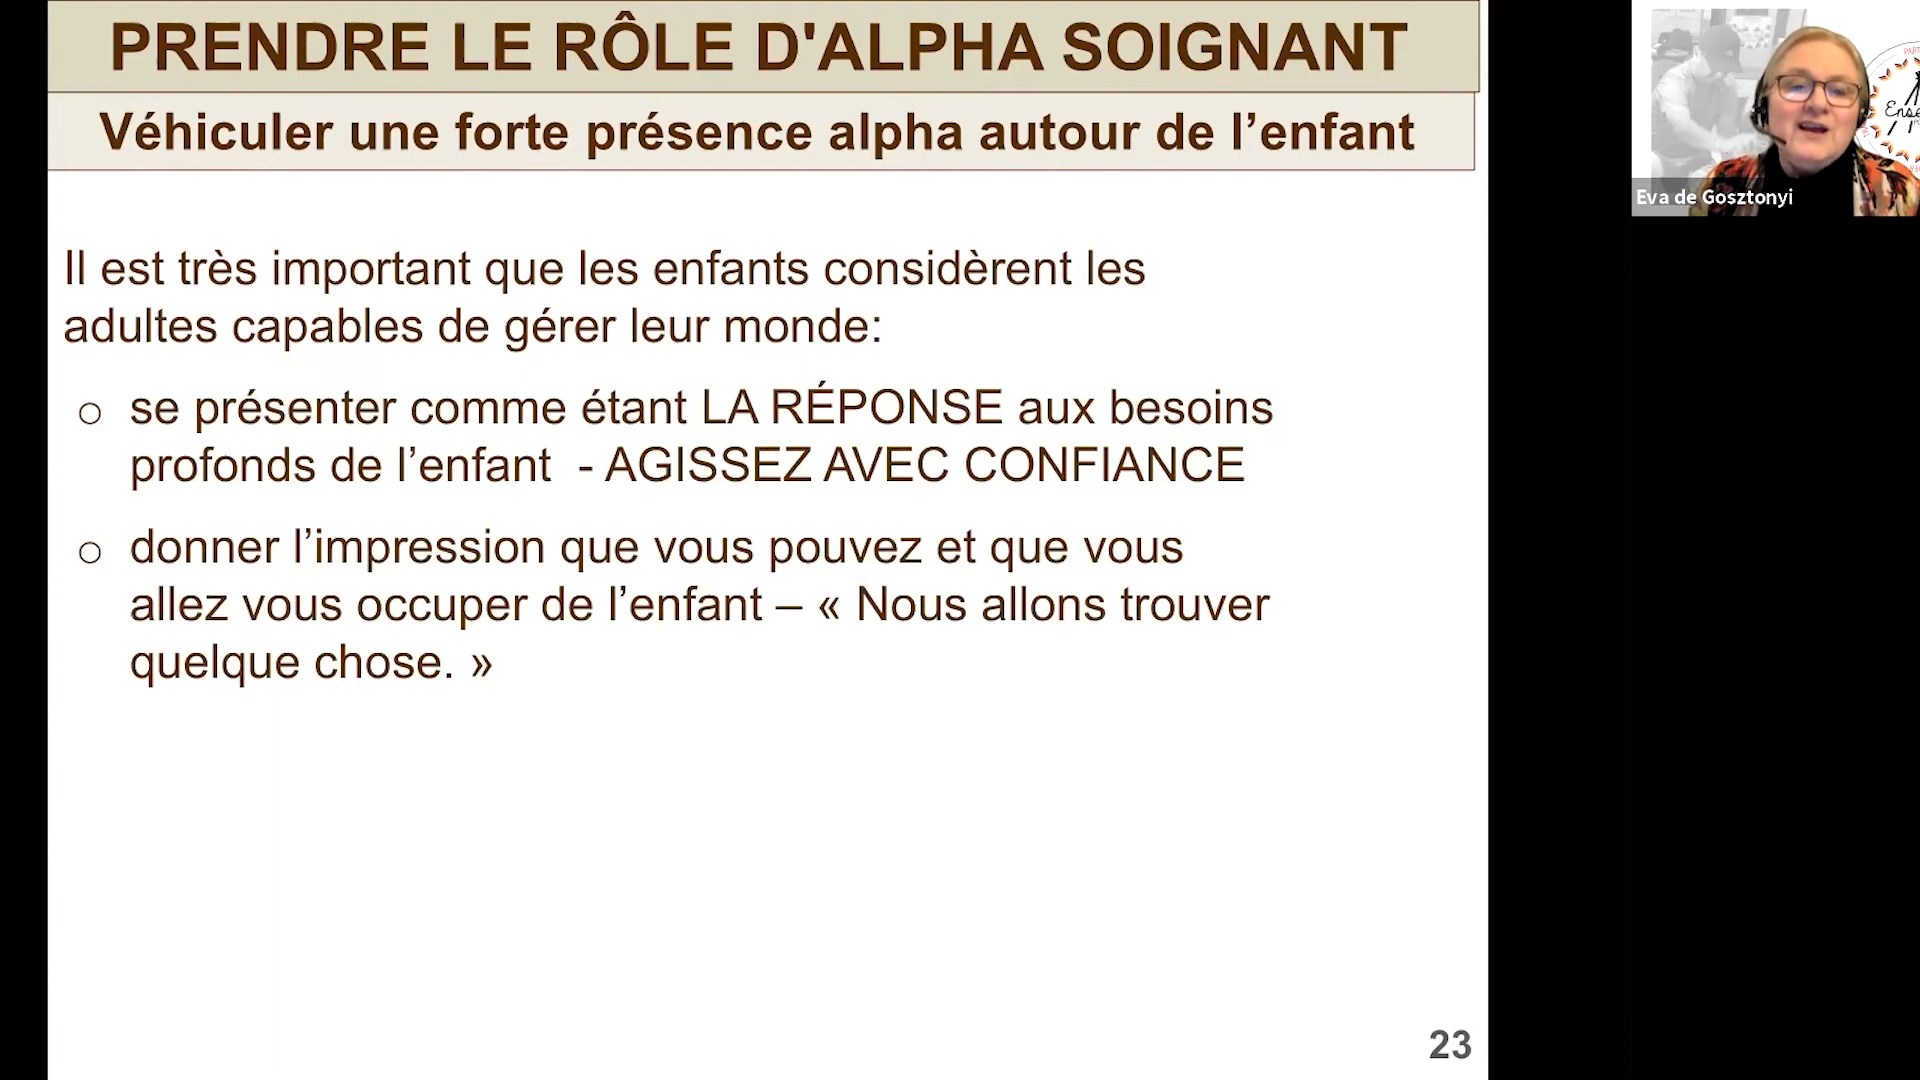 PRENDRE LE RÔLE D'ALPHA SOIGNANT
Véhiculer une forte présence alpha autour de l’enfant
Il est très important que les enfants considèrent les
adultes capables de gérer leur monde:
o se présenter comme étant LA RÉPONSE aux besoins
profonds de l’enfant - AGISSEZ AVEC CONFIANCE
o donner l’impression que vous pouvez et que vous
allez vous occuper de l’enfant – « Nous allons trouver
quelque chose. »
23
Eva de Gosztonyi